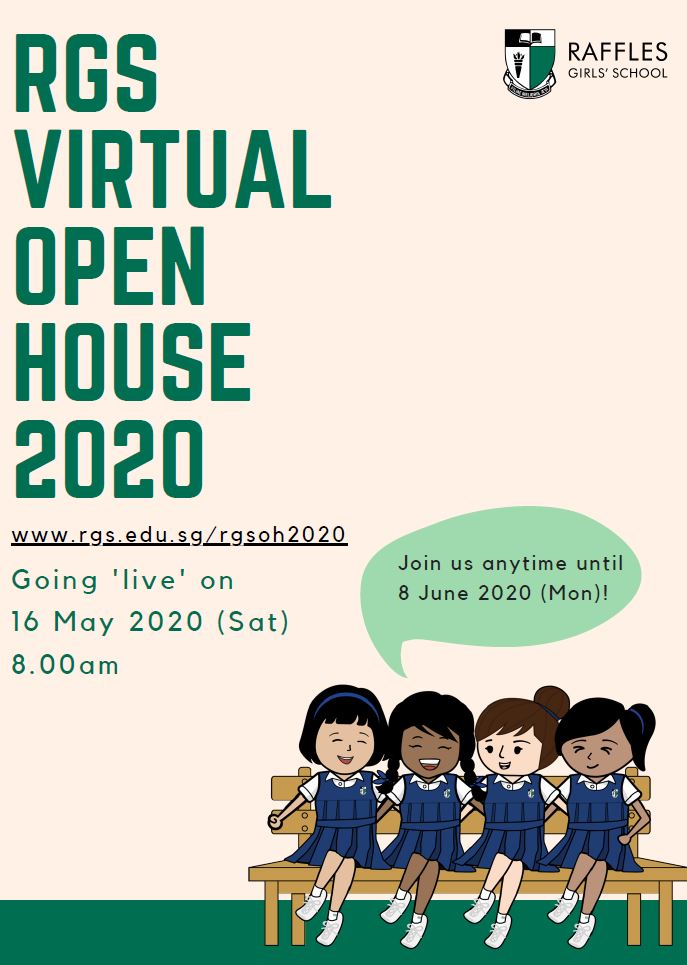 RGS
VIRTUAL
OPEN
HOUSE
2020
RAFFLES
GIRLS' SCHOOL
www.rgs.edu.sg/rgsoh2020
Going 'live' on
16 May 2020 (Sat)
8.00am
Join us anytime until
8 June 2020 (Mon)!